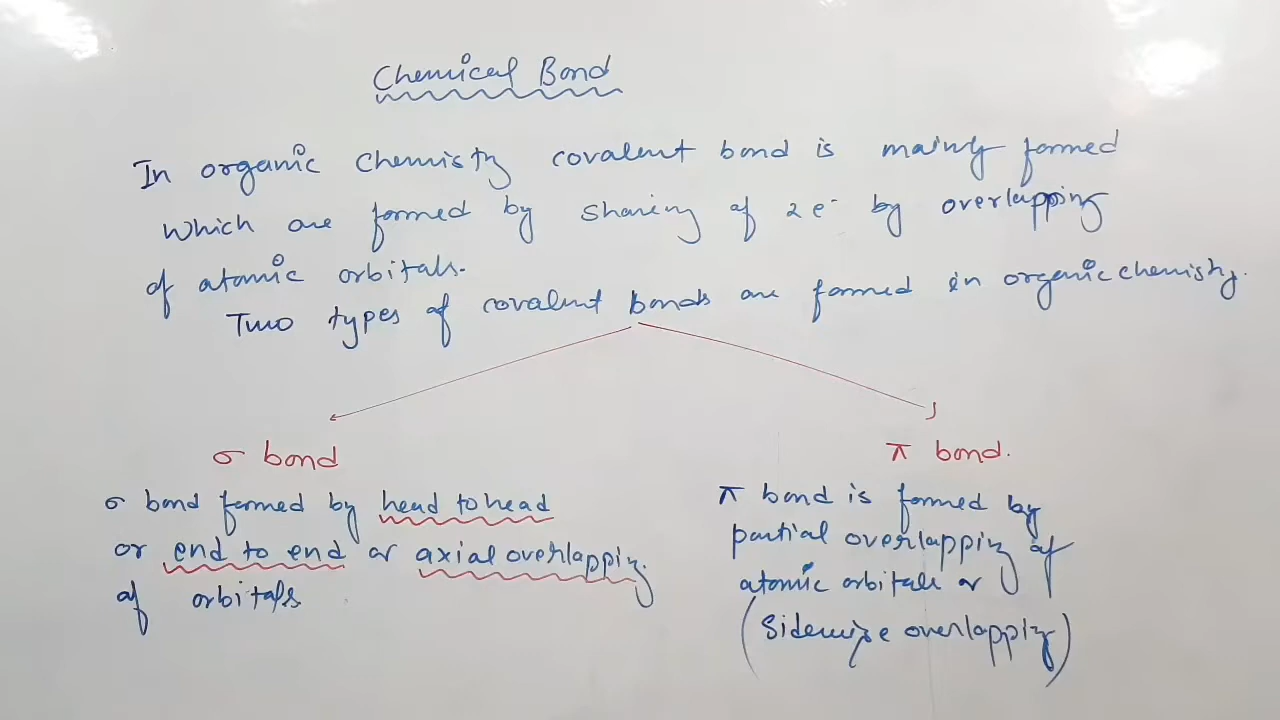 Chemical Bond
In organic chemistry covalent bond is mainly formed
which are formed by sharing of 2e⁻ by overlapping
of atomic orbitals.
Two types of covalent bonds are formed in organic chemistry.
σ bond
σ bond formed by head to head
or end to end or axial overlapping.
of orbitals
π bond.
π bond is formed by
partial overlapping of
atomic orbitals or
(Sidewize overlapping)